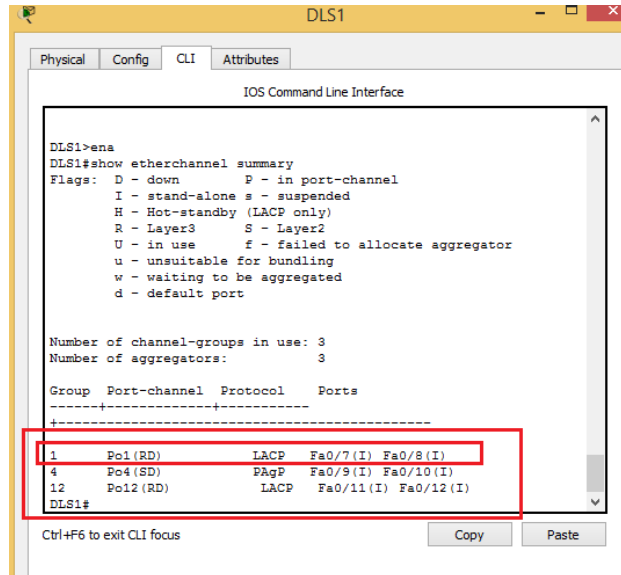 DLS1
Physical Config CLI Attributes
IOS Command Line Interface
DLS1>ena
DLS1#show etherchannel summary
Flags:  D - down        P - in port-channel
        I - stand-alone s - suspended
        H - Hot-standby (LACP only)
        R - Layer3      S - Layer2
        U - in use      f - failed to allocate aggregator
        u - unsuitable for bundling
        w - waiting to be aggregated
        d - default port
Number of channel-groups in use: 3
Number of aggregators:           3
Group  Port-channel  Protocol    Ports
------+-------------+-----------
+----------------------------------------------
1      Po1(RD)           LACP   Fa0/7(I) Fa0/8(I)
4      Po4(SD)           PAgP   Fa0/9(I) Fa0/10(I)
12     Po12(RD)           LACP   Fa0/11(I) Fa0/12(I)
DLS1#
Ctrl+F6 to exit CLI focus Copy Paste